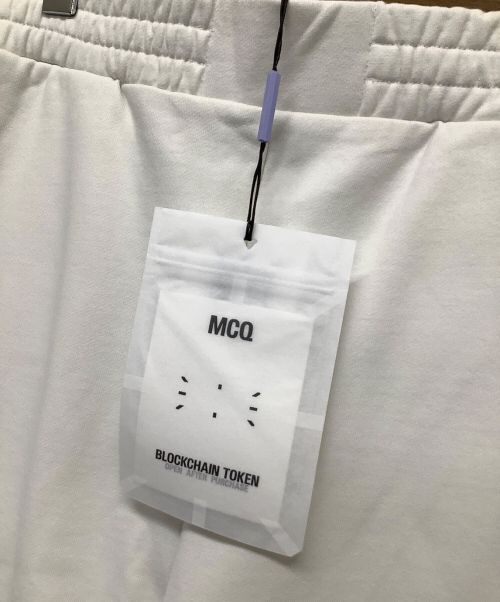 MCQ
BLOCKCHAIN TOKEN
OPEN AFTER PURCHASE